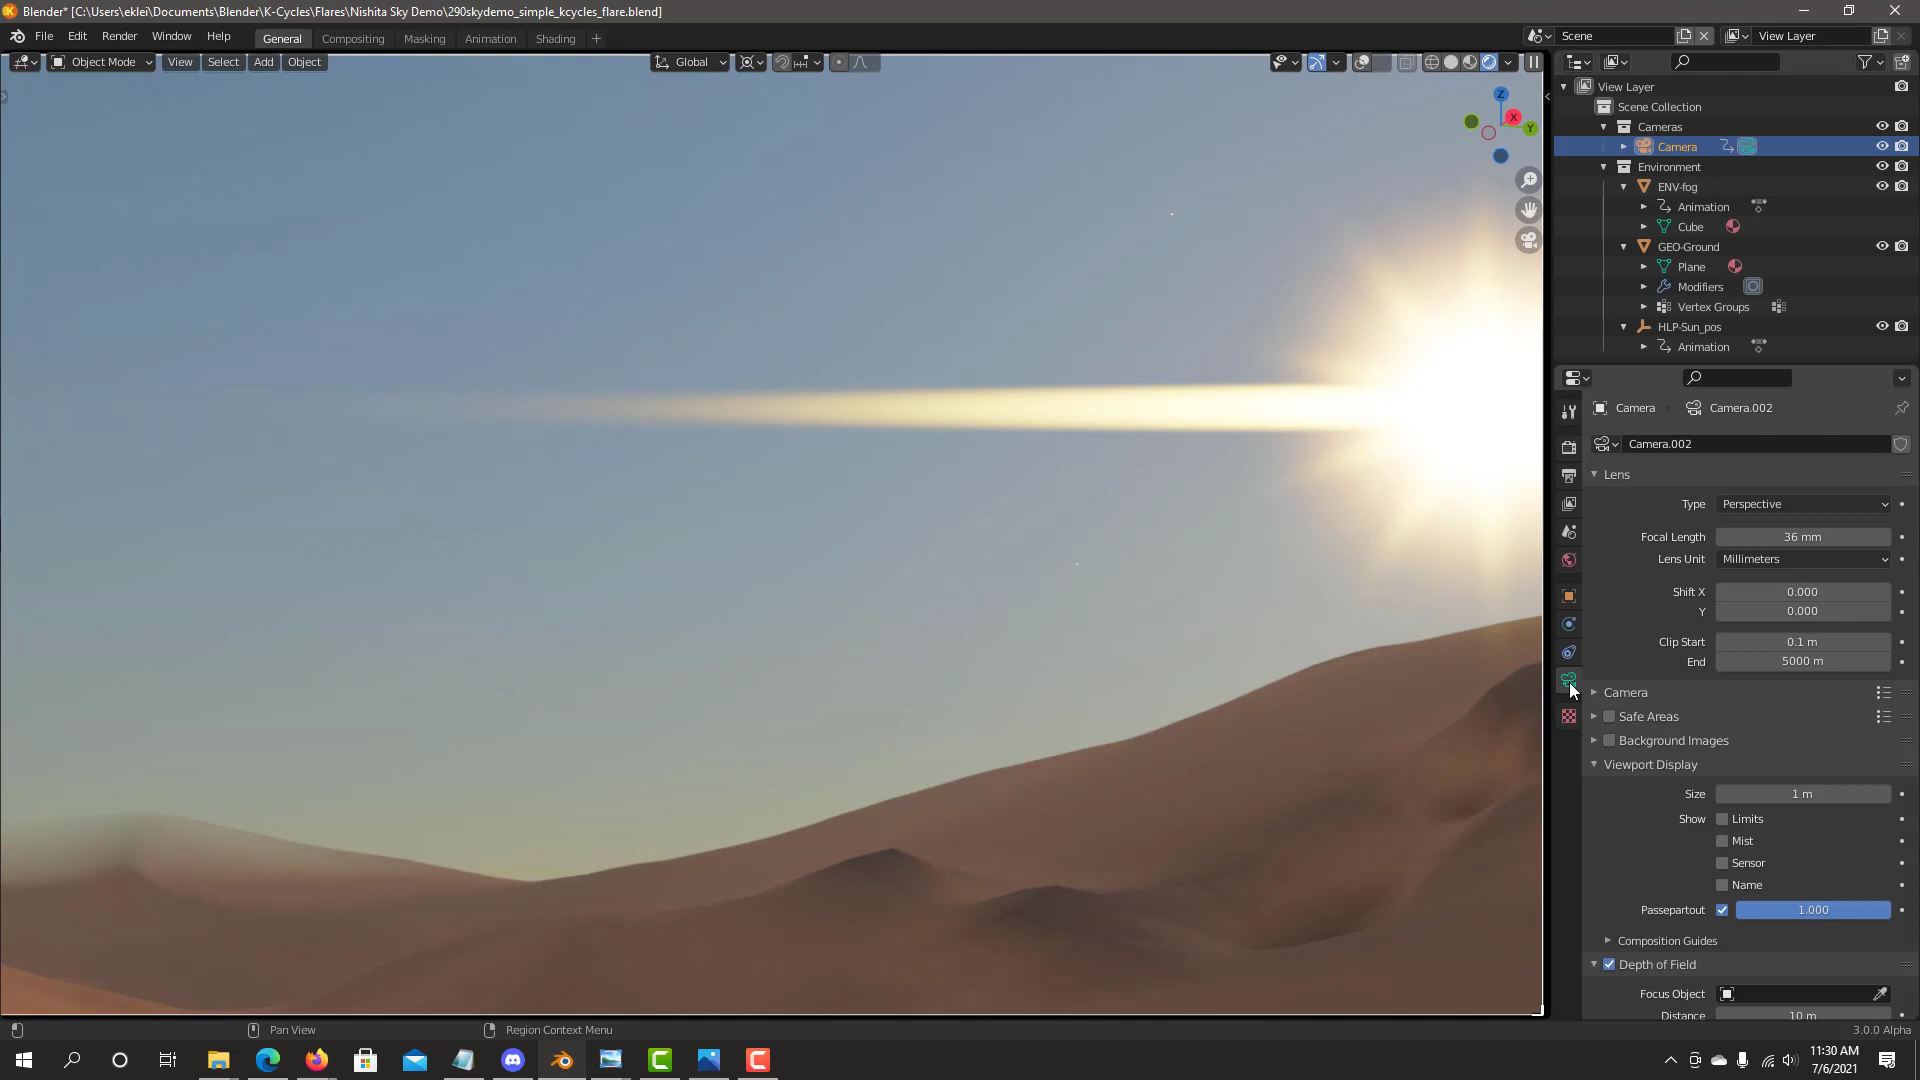 Blender* [C:\Users\eklei\Documents\Blender\K-Cycles\Flares\Nishita Sky Demo\290skydemo_simple_kcycles_flare.blend]
File Edit Render Window Help General Compositing Masking Animation Shading + Scene View Layer
Object Mode View Select Add Object Global
View Layer
Scene Collection
Cameras
Camera
Environment
ENV-fog
Animation
Cube
GEO-Ground
Plane
Modifiers
Vertex Groups
HLP-Sun_pos
Animation
Z
X
Y
Camera Camera.002
Camera.002
Lens
Type Perspective
Focal Length 36 mm
Lens Unit Millimeters
Shift X 0.000
Y 0.000
Clip Start 0.1 m
End 5000 m
Camera
Safe Areas
Background Images
Viewport Display
Size 1 m
Show Limits
Mist
Sensor
Name
Passepartout 1.000
Composition Guides
Depth of Field
Focus Object
Distance 10 m
Pan View Region Context Menu 3.0.0 Alpha
11:30 AM
7/6/2021